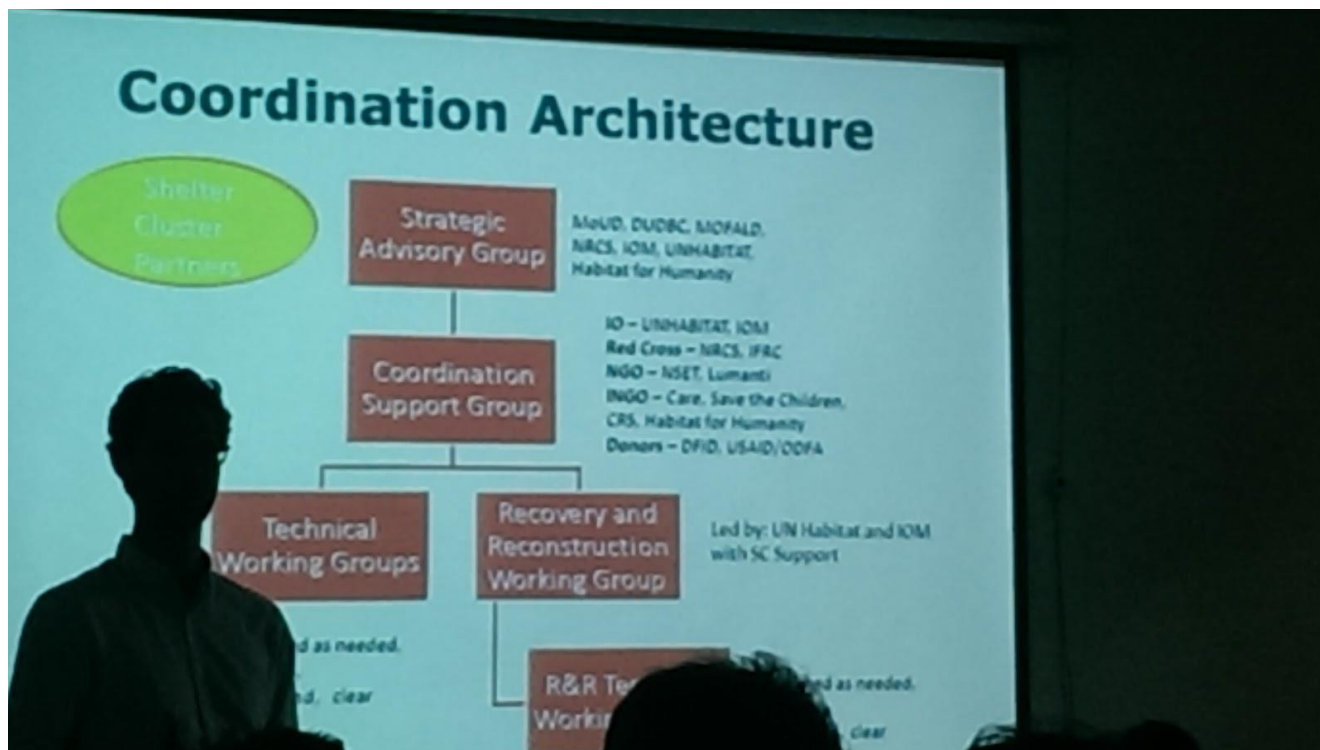 Coordination Architecture
Shelter
Cluster
Partners
Strategic
Advisory Group
MoUD, DUDBC, MOFALD,
NRCS, IOM, UNHABITAT,
Habitat for Humanity
Coordination
Support Group
IO – UNHABITAT, IOM
Red Cross – NRCS, IFRC
NGO – NSET, Lumanti
INGO – Care, Save the Children,
CRS, Habitat for Humanity
Donors – DFID, USAID/ODFA
Technical
Working Groups
Recovery and
Reconstruction
Working Group
Led by: UN Habitat and IOM
with SC Support
as needed.
clear
R&R
as needed.
clear